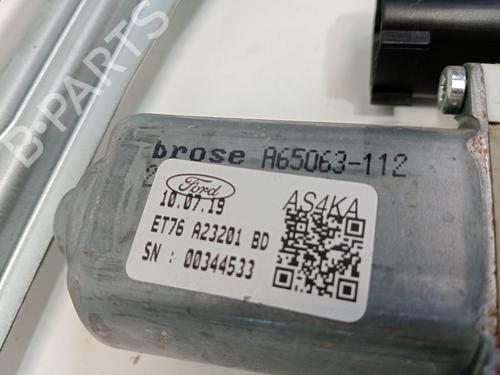 B-PARTS
brose A65063-112
Ford
10.07.19 AS4KA
ET76 A23201 BD
SN : 00344533